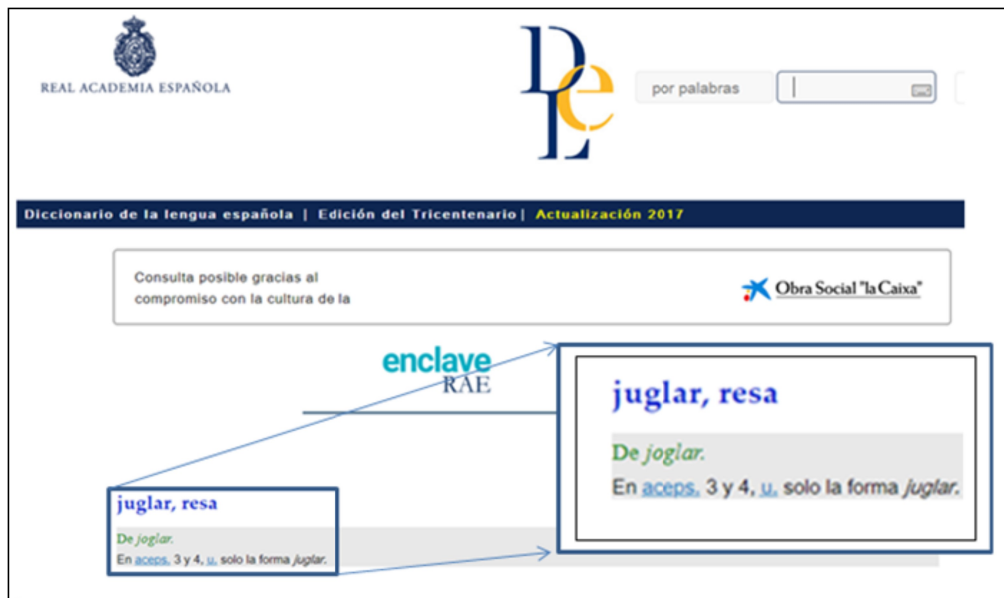 REAL ACADEMIA ESPAÑOLA
DLe
por palabras
Diccionario de la lengua española | Edición del Tricentenario | Actualización 2017
Consulta posible gracias al
compromiso con la cultura de la
Obra Social "la Caixa"
enclave
RAE
juglar, resa
De joglar.
En aceps. 3 y 4, u. solo la forma juglar.
juglar, resa
De joglar.
En aceps. 3 y 4, u. solo la forma juglar.